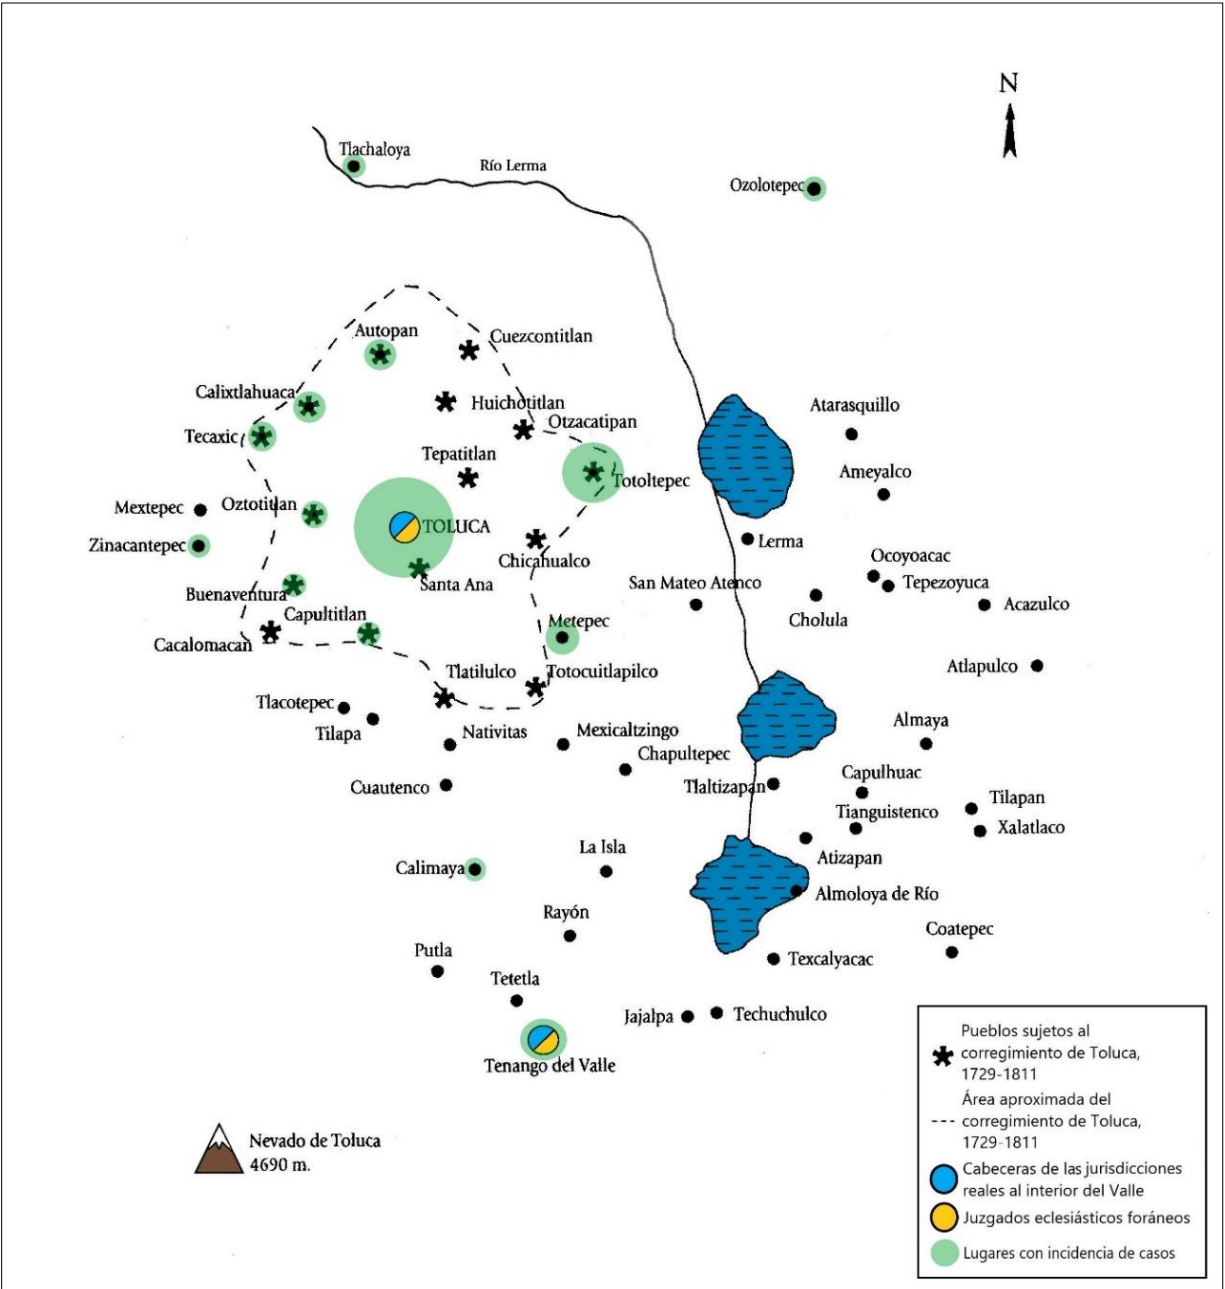 N
Tlachaloya
Río Lerma
Ozolotepec
Autopan
Cuezcontitlan
Calixtlahuaca
Huichotitlan
Atarasquillo
Tecaxic
Otzacatipan
Tepatitlan
Ameyalco
Totoltepec
Mextepec
Oztotitlan
TOLUCA
Lerma
Zinacantepec
Chicahualco
Ocoyoacac
Santa Ana
San Mateo Atenco
Tepezoyuca
Buenaventura
Acazulco
Capultitlan
Metepec
Cholula
Cacalomacan
Atlapulco
Tlatilulco
Totocuitlapilco
Tlacotepec
Almaya
Tilapa
Nativitas
Mexicaltzingo
Chapultepec
Capulhuac
Cuautenco
Tlaltizapan
Tilapan
Tianguistenco
Xalatlaco
La Isla
Atizapan
Calimaya
Almoloya de Río
Rayón
Coatepec
Putla
Texcalyacac
Tetetla
Jajalpa
Techuchulco
Tenango del Valle
Nevado de Toluca
4690 m.
Pueblos sujetos al
corregimiento de Toluca,
1729-1811
Área aproximada del
corregimiento de Toluca,
1729-1811
Cabeceras de las jurisdicciones
reales al interior del Valle
Juzgados eclesiásticos foráneos
Lugares con incidencia de casos